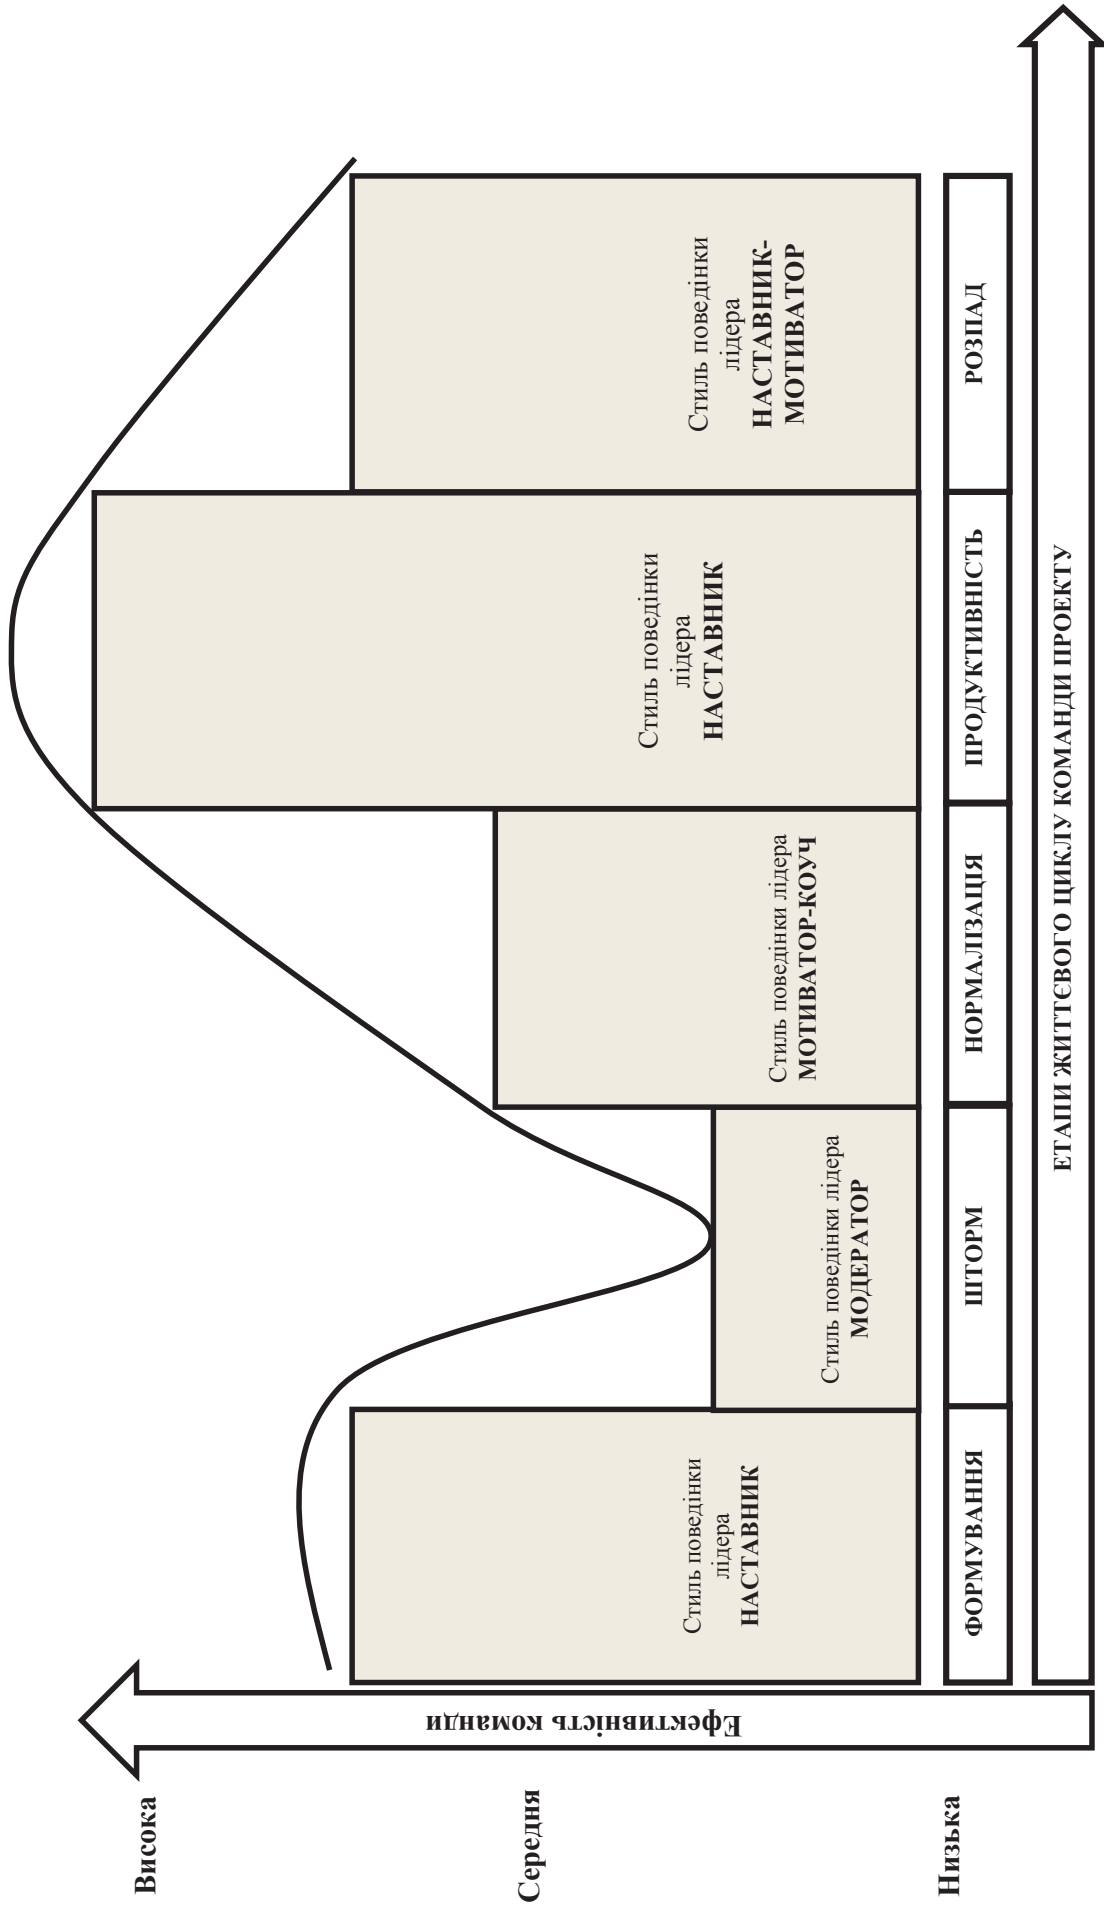 Висока
Середня
Низька
Ефективність команди
Стиль поведінки
лідера
НАСТАВНИК
Стиль поведінки лідера
МОДЕРАТОР
Стиль поведінки лідера
МОТИВАТОР-КОУЧ
Стиль поведінки
лідера
НАСТАВНИК
Стиль поведінки
лідера
НАСТАВНИК-
МОТИВАТОР
ФОРМУВАННЯ
ШТОРМ
НОРМАЛІЗАЦІЯ
ПРОДУКТИВНІСТЬ
РОЗПАД
ЕТАПИ ЖИТТЄВОГО ЦИКЛУ КОМАНДИ ПРОЕКТУ